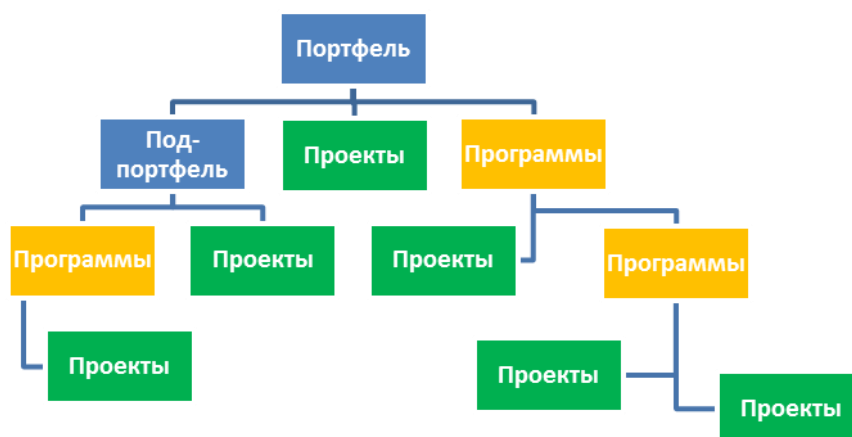 Портфель
Под-
портфель
Проекты
Программы
Программы
Проекты
Проекты
Программы
Проекты
Проекты
Проекты